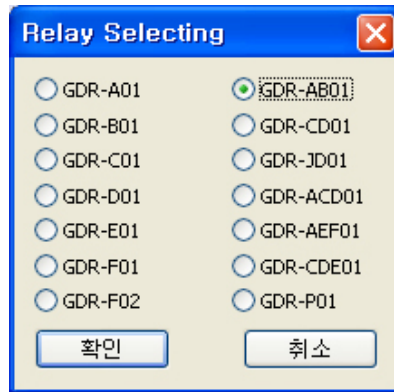 Relay Selecting
GDR-A01
GDR-B01
GDR-C01
GDR-D01
GDR-E01
GDR-F01
GDR-F02
GDR-AB01
GDR-CD01
GDR-JD01
GDR-ACD01
GDR-AEF01
GDR-CDE01
GDR-P01
확인
취소